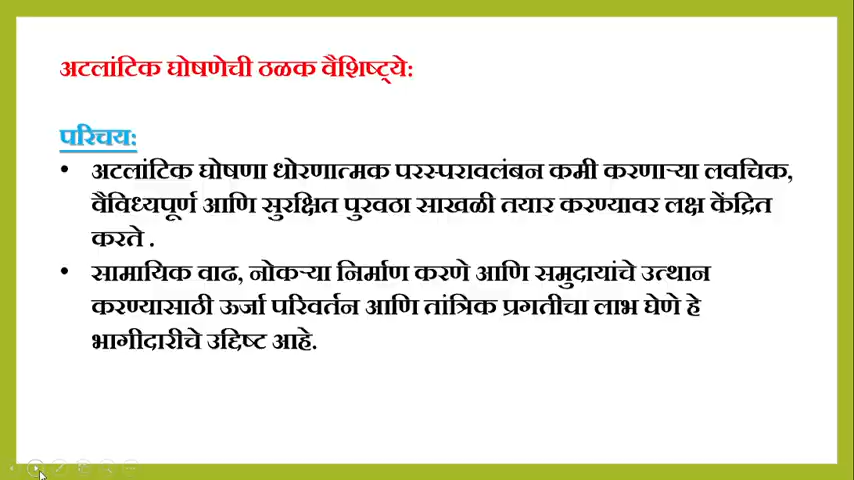 अटलांटिक घोषणेची ठळक वैशिष्ट्ये:
परिचय:
• अटलांटिक घोषणा धोरणात्मक परस्परावलंबन कमी करणाऱ्या लवचिक,
वैविध्यपूर्ण आणि सुरक्षित पुरवठा साखळी तयार करण्यावर लक्ष केंद्रित
करते .
• सामायिक वाढ, नोकऱ्या निर्माण करणे आणि समुदायांचे उत्थान
करण्यासाठी ऊर्जा परिवर्तन आणि तांत्रिक प्रगतीचा लाभ घेणे हे
भागीदारीचे उद्दिष्ट आहे.